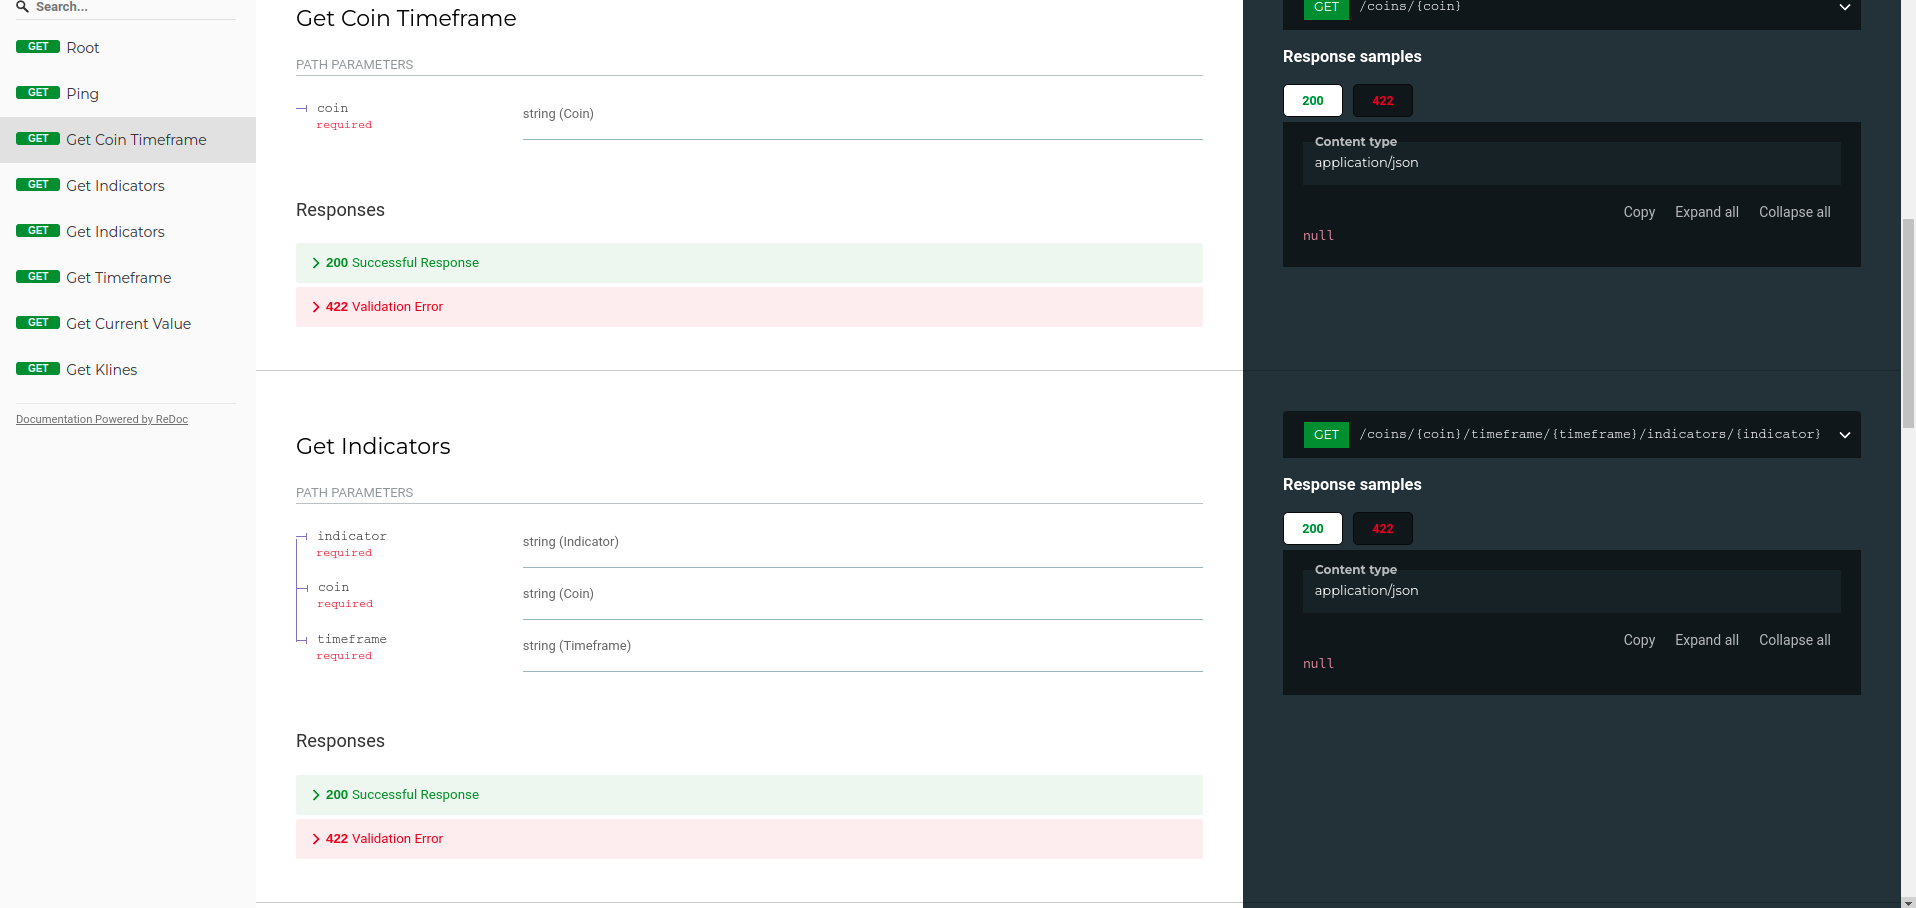 Search...
GET Root
GET Ping
GET Get Coin Timeframe
GET Get Indicators
GET Get Indicators
GET Get Timeframe
GET Get Current Value
GET Get Klines
Documentation Powered by ReDoc
Get Coin Timeframe
PATH PARAMETERS
coin
required
string (Coin)
Responses
200 Successful Response
422 Validation Error
GET /coins/{coin}
Response samples
200 422
Content type
application/json
Copy Expand all Collapse all
null
Get Indicators
PATH PARAMETERS
indicator
required
string (Indicator)
coin
required
string (Coin)
timeframe
required
string (Timeframe)
Responses
200 Successful Response
422 Validation Error
GET /coins/{coin}/timeframe/{timeframe}/indicators/{indicator}
Response samples
200 422
Content type
application/json
Copy Expand all Collapse all
null